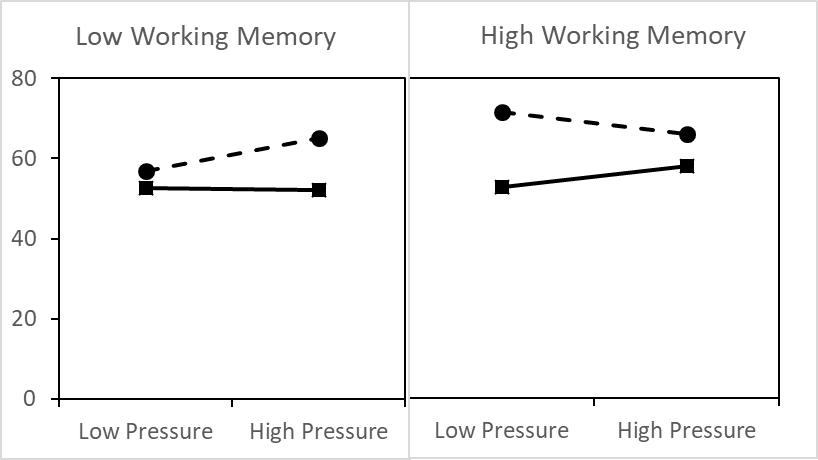 Low Working Memory
High Working Memory
80
60
40
20
0
Low Pressure
High Pressure
Low Pressure
High Pressure